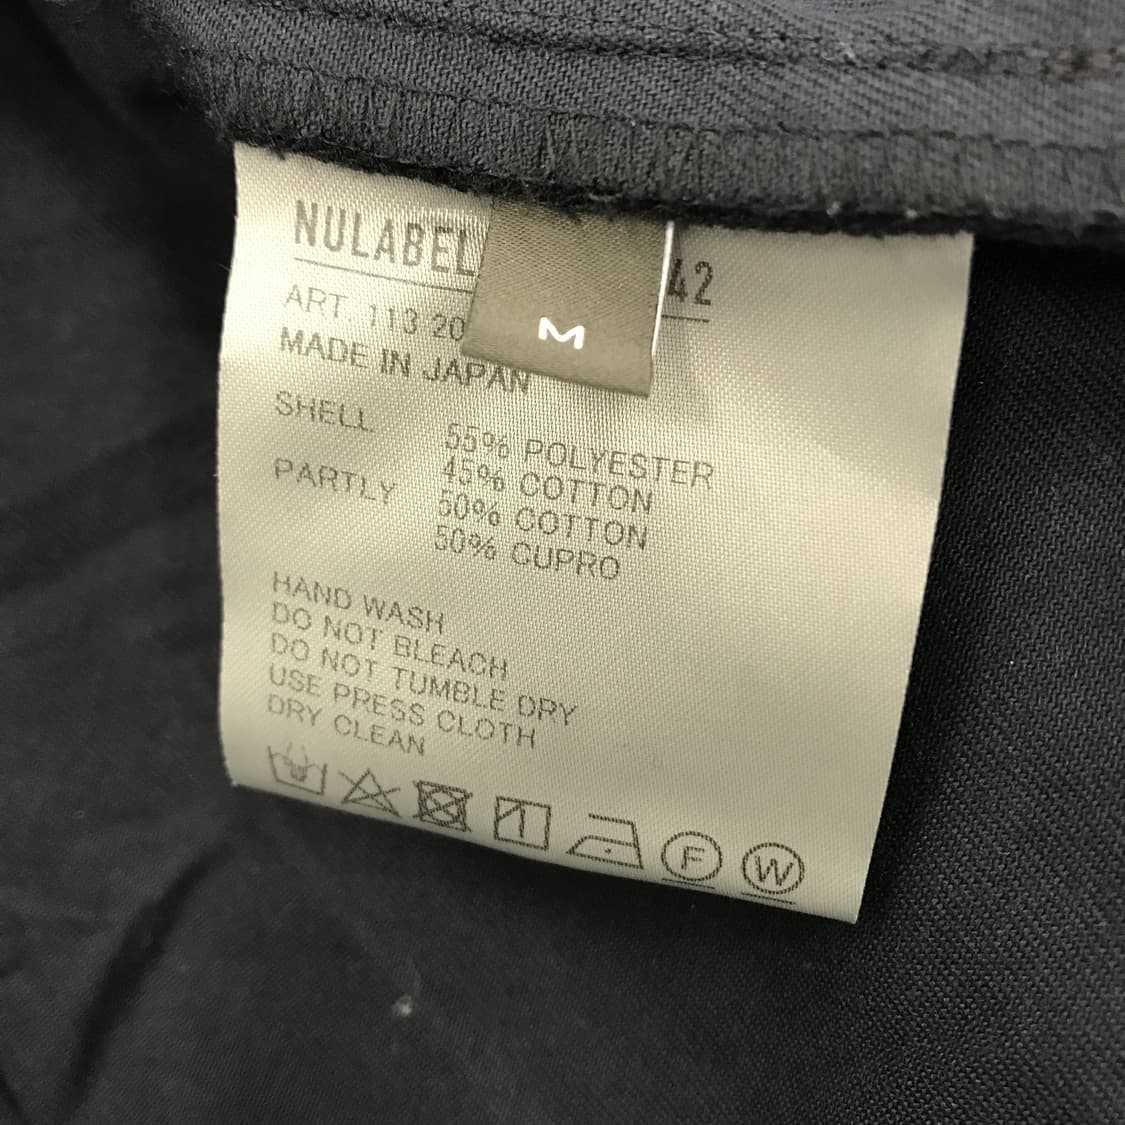 NULABEL 42
ART. 113 20
M
MADE IN JAPAN
SHELL 55% POLYESTER
45% COTTON
PARTLY 50% COTTON
50% CUPRO
HAND WASH
DO NOT BLEACH
DO NOT TUMBLE DRY
USE PRESS CLOTH
DRY CLEAN
F W